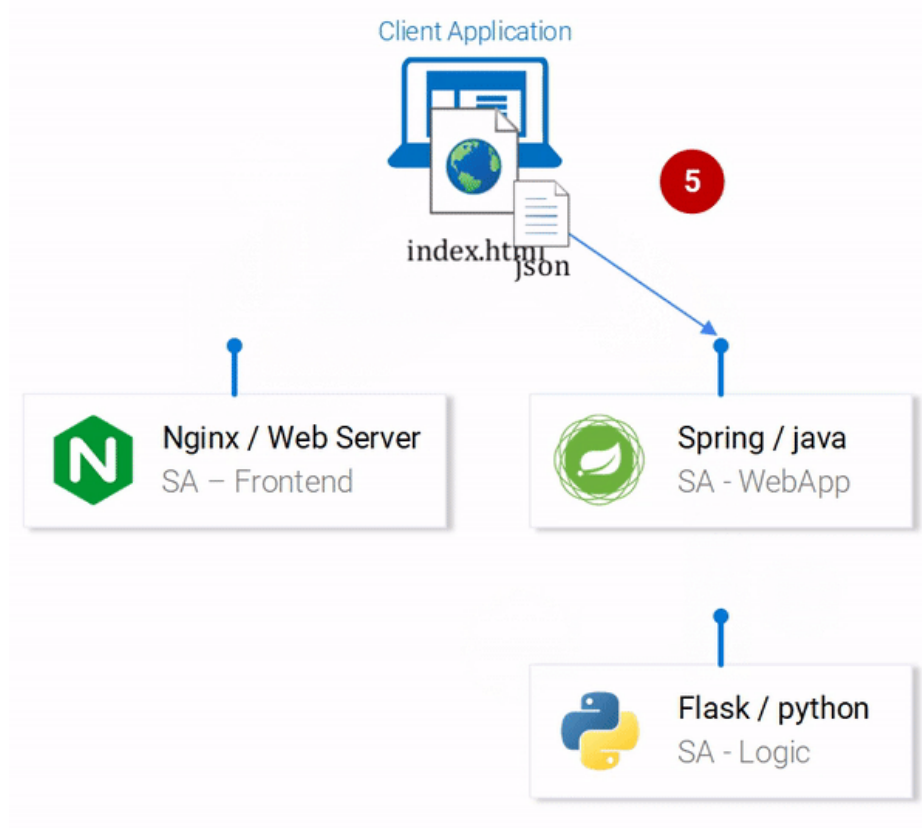 Client Application
5
index.html
json
Nginx / Web Server
SA – Frontend
Spring / java
SA - WebApp
Flask / python
SA - Logic